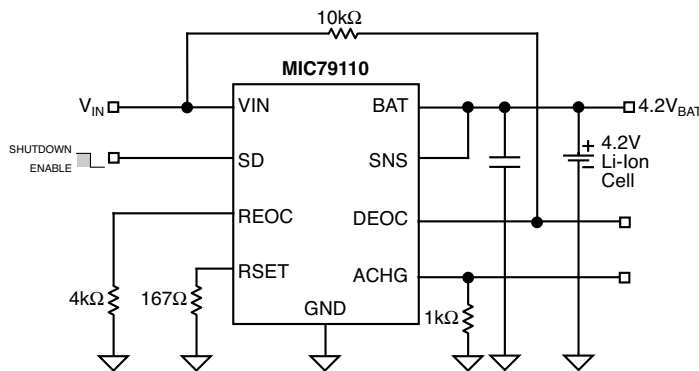 10kΩ
MIC79110
VIN
VIN
BAT
4.2VBAT
SHUTDOWN
ENABLE
SD
SNS
+ 4.2V
Li-Ion
Cell
REOC
DEOC
RSET
ACHG
4kΩ
167Ω
GND
1kΩ